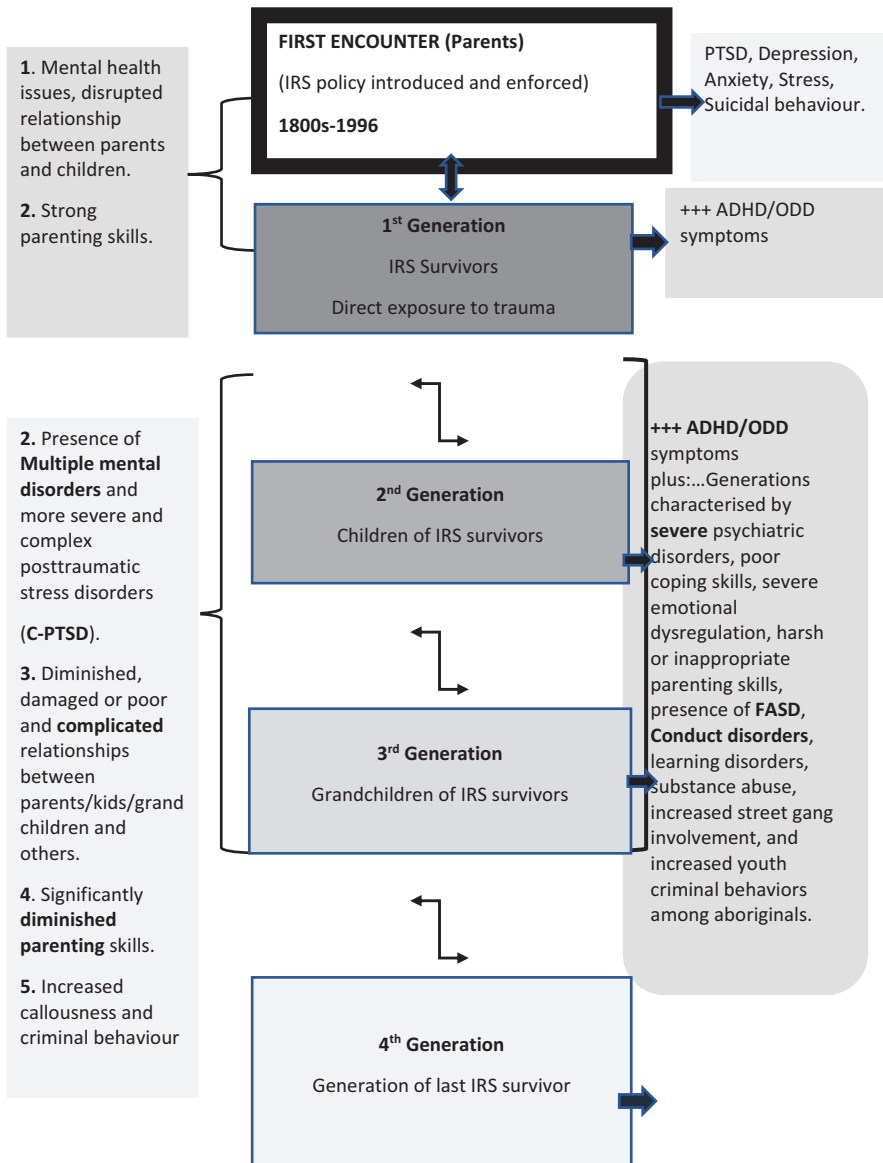 FIRST ENCOUNTER (Parents)
(IRS policy introduced and enforced)
1800s-1996
PTSD, Depression,
Anxiety, Stress,
Suicidal behaviour.
1. Mental health
issues, disrupted
relationship
between parents
and children.
2. Strong
parenting skills.
1st Generation
IRS Survivors
Direct exposure to trauma
+++ ADHD/ODD
symptoms
2. Presence of
Multiple mental
disorders and
more severe and
complex
posttraumatic
stress disorders
(C-PTSD).
3. Diminished,
damaged or poor
and complicated
relationships
between
parents/kids/grand
children and
others.
4. Significantly
diminished
parenting skills.
5. Increased
callousness and
criminal behaviour
2nd Generation
Children of IRS survivors
3rd Generation
Grandchildren of IRS survivors
4th Generation
Generation of last IRS survivor
+++ ADHD/ODD
symptoms
plus:...Generations
characterised by
severe psychiatric
disorders, poor
coping skills, severe
emotional
dysregulation, harsh
or inappropriate
parenting skills,
presence of FASD,
Conduct disorders,
learning disorders,
substance abuse,
increased street gang
involvement, and
increased youth
criminal behaviors
among aboriginals.